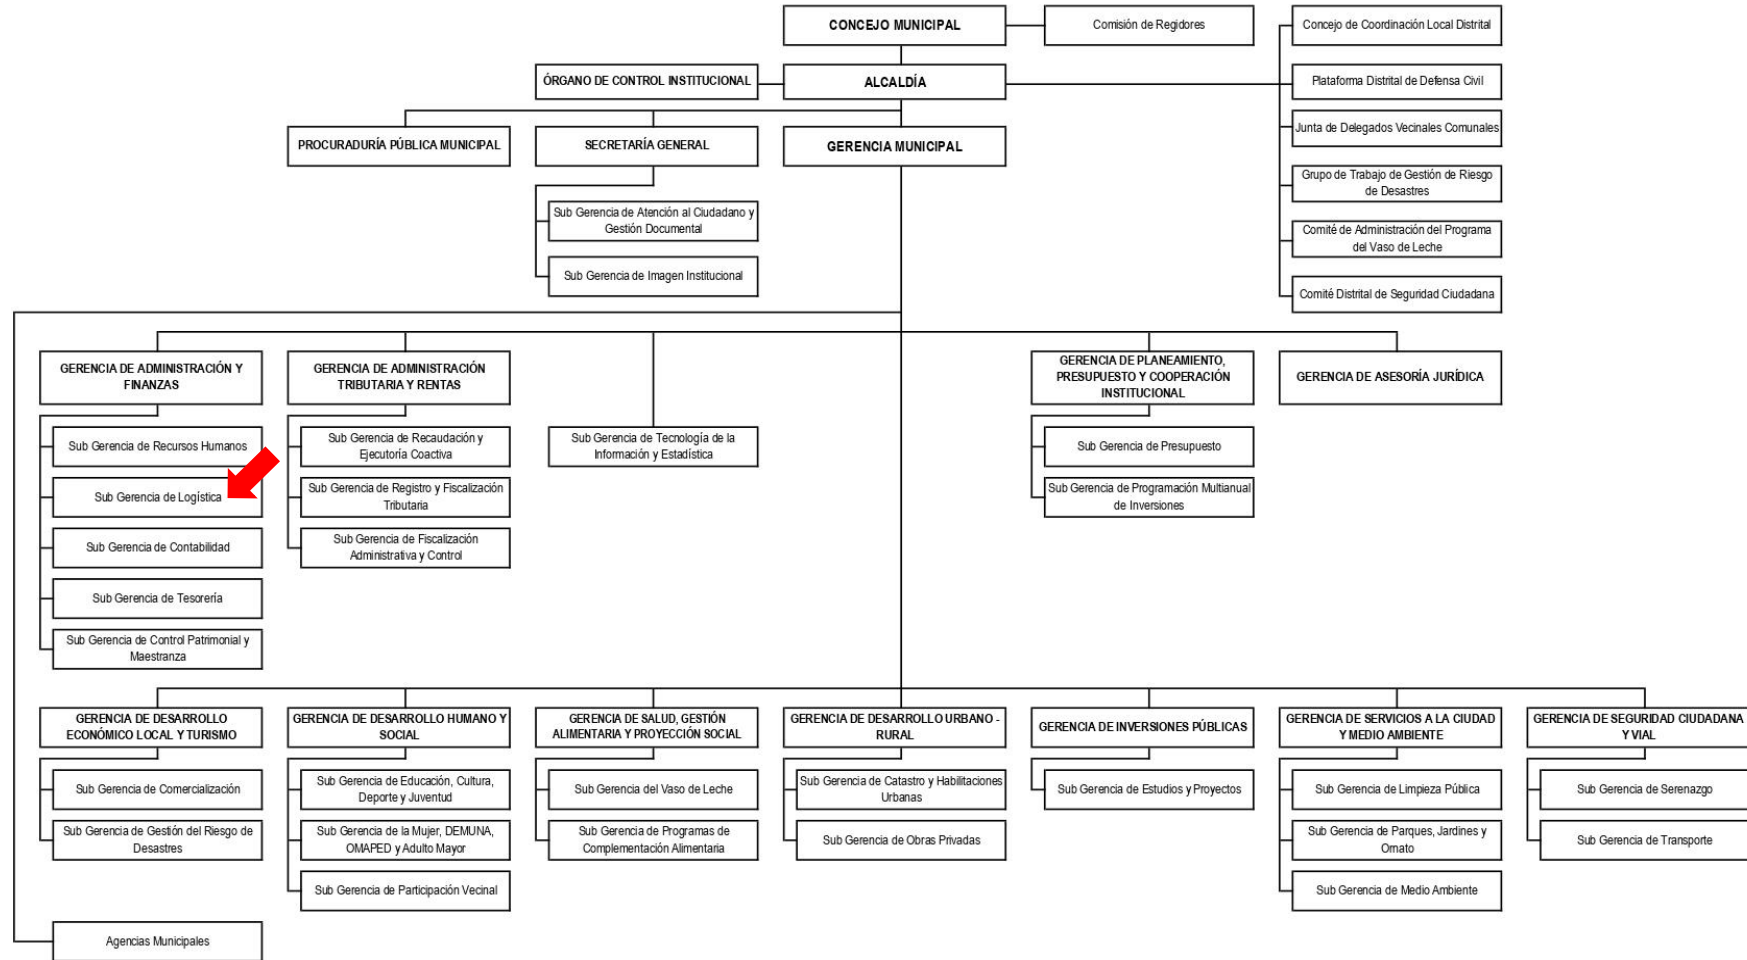 CONCEJO MUNICIPAL
Comisión de Regidores
Concejo de Coordinación Local Distrital
ÓRGANO DE CONTROL INSTITUCIONAL
ALCALDÍA
Plataforma Distrital de Defensa Civil
PROCURADURÍA PÚBLICA MUNICIPAL
SECRETARÍA GENERAL
GERENCIA MUNICIPAL
Junta de Delegados Vecinales Comunales
Grupo de Trabajo de Gestión de Riesgo
de Desastres
Sub Gerencia de Atención al Ciudadano y
Gestión Documental
Comité de Administración del Programa
del Vaso de Leche
Sub Gerencia de Imagen Institucional
Comité Distrital de Seguridad Ciudadana
GERENCIA DE ADMINISTRACIÓN Y
FINANZAS
Sub Gerencia de Recursos Humanos
Sub Gerencia de Logística
Sub Gerencia de Contabilidad
Sub Gerencia de Tesorería
Sub Gerencia de Control Patrimonial y
Maestranza
GERENCIA DE ADMINISTRACIÓN
TRIBUTARIA Y RENTAS
Sub Gerencia de Recaudación y
Ejecutoría Coactiva
Sub Gerencia de Registro y Fiscalización
Tributaria
Sub Gerencia de Fiscalización
Administrativa y Control
Sub Gerencia de Tecnología de la
Información y Estadística
GERENCIA DE PLANEAMIENTO,
PRESUPUESTO Y COOPERACIÓN
INSTITUCIONAL
Sub Gerencia de Presupuesto
Sub Gerencia de Programación Multianual
de Inversiones
GERENCIA DE ASESORÍA JURÍDICA
GERENCIA DE DESARROLLO
ECONÓMICO LOCAL Y TURISMO
Sub Gerencia de Comercialización
Sub Gerencia de Gestión del Riesgo de
Desastres
GERENCIA DE DESARROLLO HUMANO Y
SOCIAL
Sub Gerencia de Educación, Cultura,
Deporte y Juventud
Sub Gerencia de la Mujer, DEMUNA,
OMAPED y Adulto Mayor
Sub Gerencia de Participación Vecinal
GERENCIA DE SALUD, GESTIÓN
ALIMENTARIA Y PROYECCIÓN SOCIAL
Sub Gerencia del Vaso de Leche
Sub Gerencia de Programas de
Complementación Alimentaria
GERENCIA DE DESARROLLO URBANO -
RURAL
Sub Gerencia de Catastro y Habilitaciones
Urbanas
Sub Gerencia de Obras Privadas
GERENCIA DE INVERSIONES PÚBLICAS
Sub Gerencia de Estudios y Proyectos
GERENCIA DE SERVICIOS A LA CIUDAD
Y MEDIO AMBIENTE
Sub Gerencia de Limpieza Pública
Sub Gerencia de Parques, Jardines y
Ornato
Sub Gerencia de Medio Ambiente
GERENCIA DE SEGURIDAD CIUDADANA
Y VIAL
Sub Gerencia de Serenazgo
Sub Gerencia de Transporte
Agencias Municipales